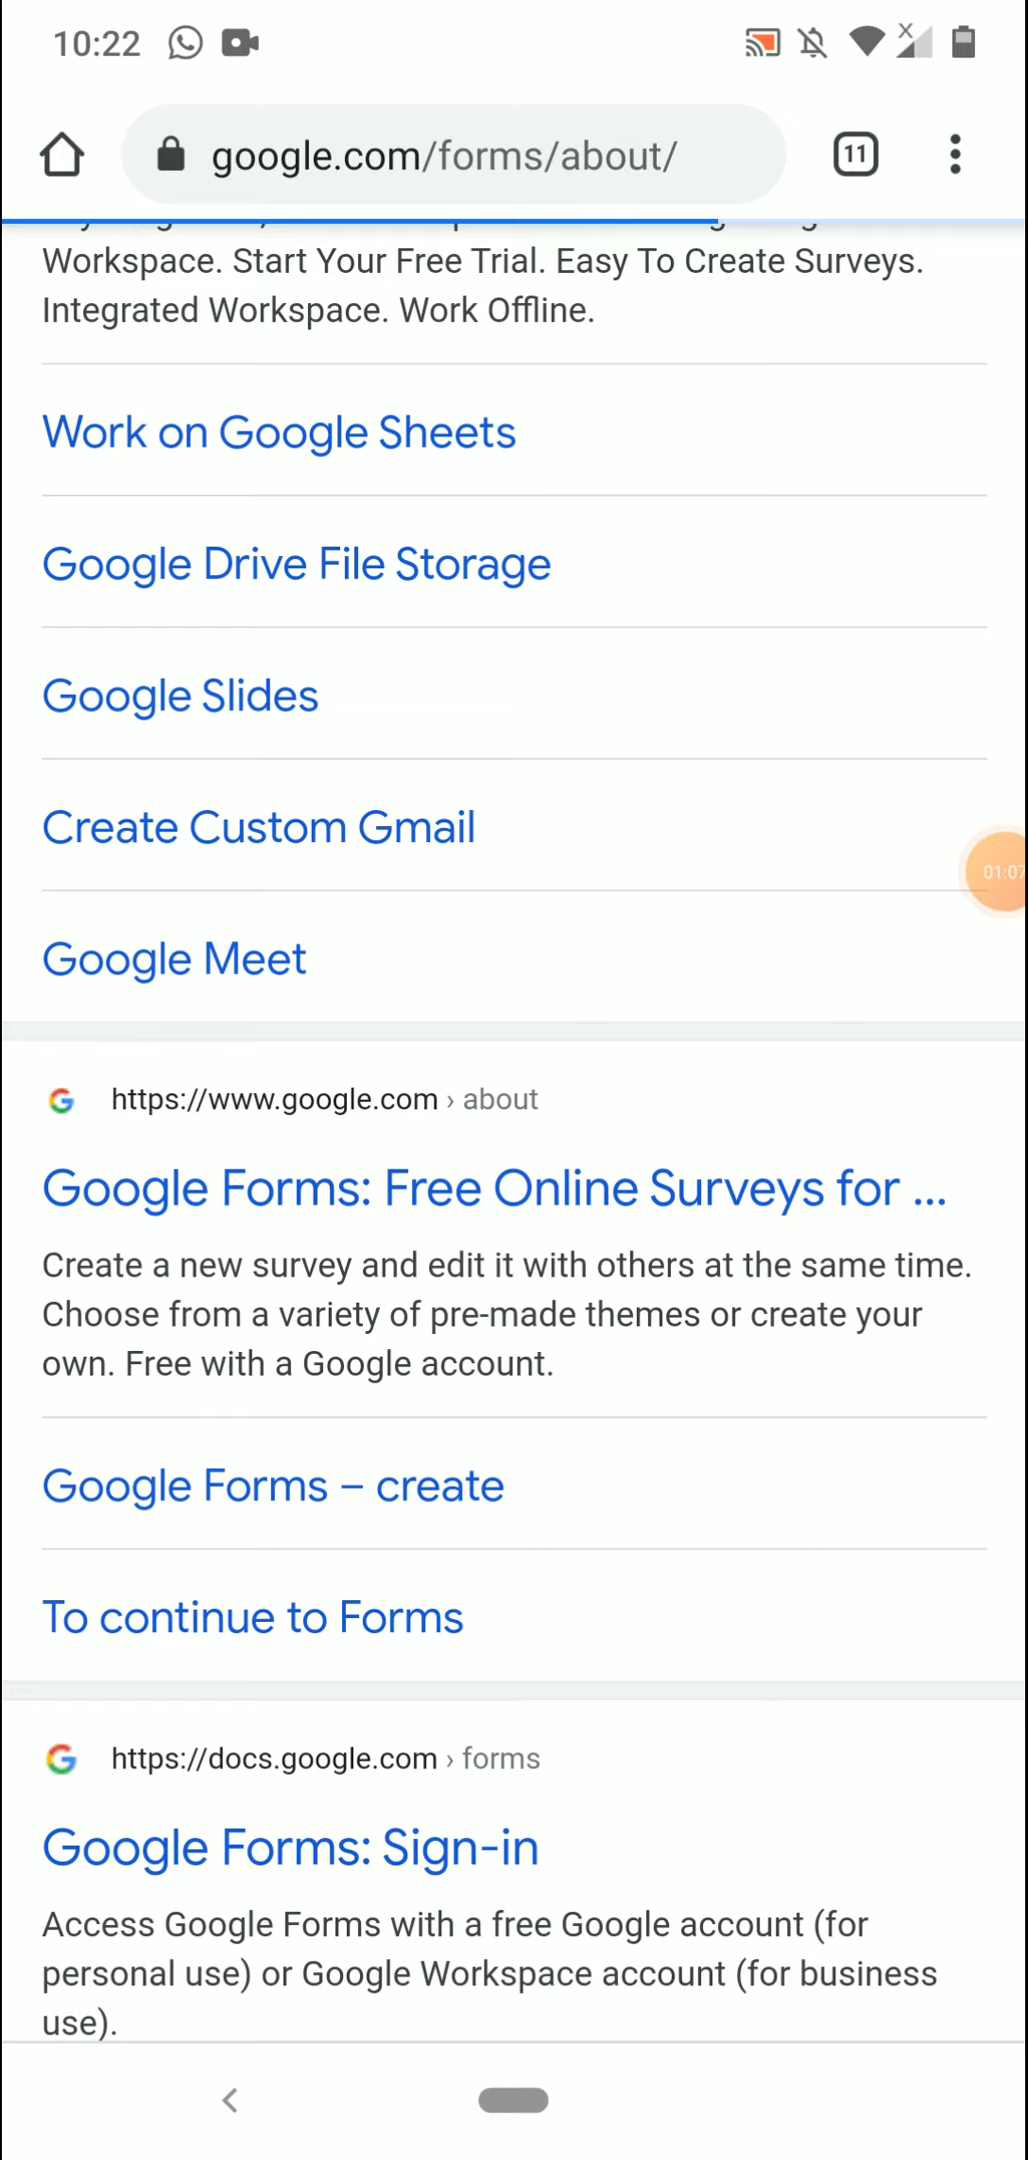 10:22
google.com/forms/about/
11
Workspace. Start Your Free Trial. Easy To Create Surveys.
Integrated Workspace. Work Offline.
Work on Google Sheets
Google Drive File Storage
Google Slides
Create Custom Gmail
01:07
Google Meet
https://www.google.com › about
Google Forms: Free Online Surveys for ...
Create a new survey and edit it with others at the same time.
Choose from a variety of pre-made themes or create your
own. Free with a Google account.
Google Forms – create
To continue to Forms
https://docs.google.com › forms
Google Forms: Sign-in
Access Google Forms with a free Google account (for
personal use) or Google Workspace account (for business
use).